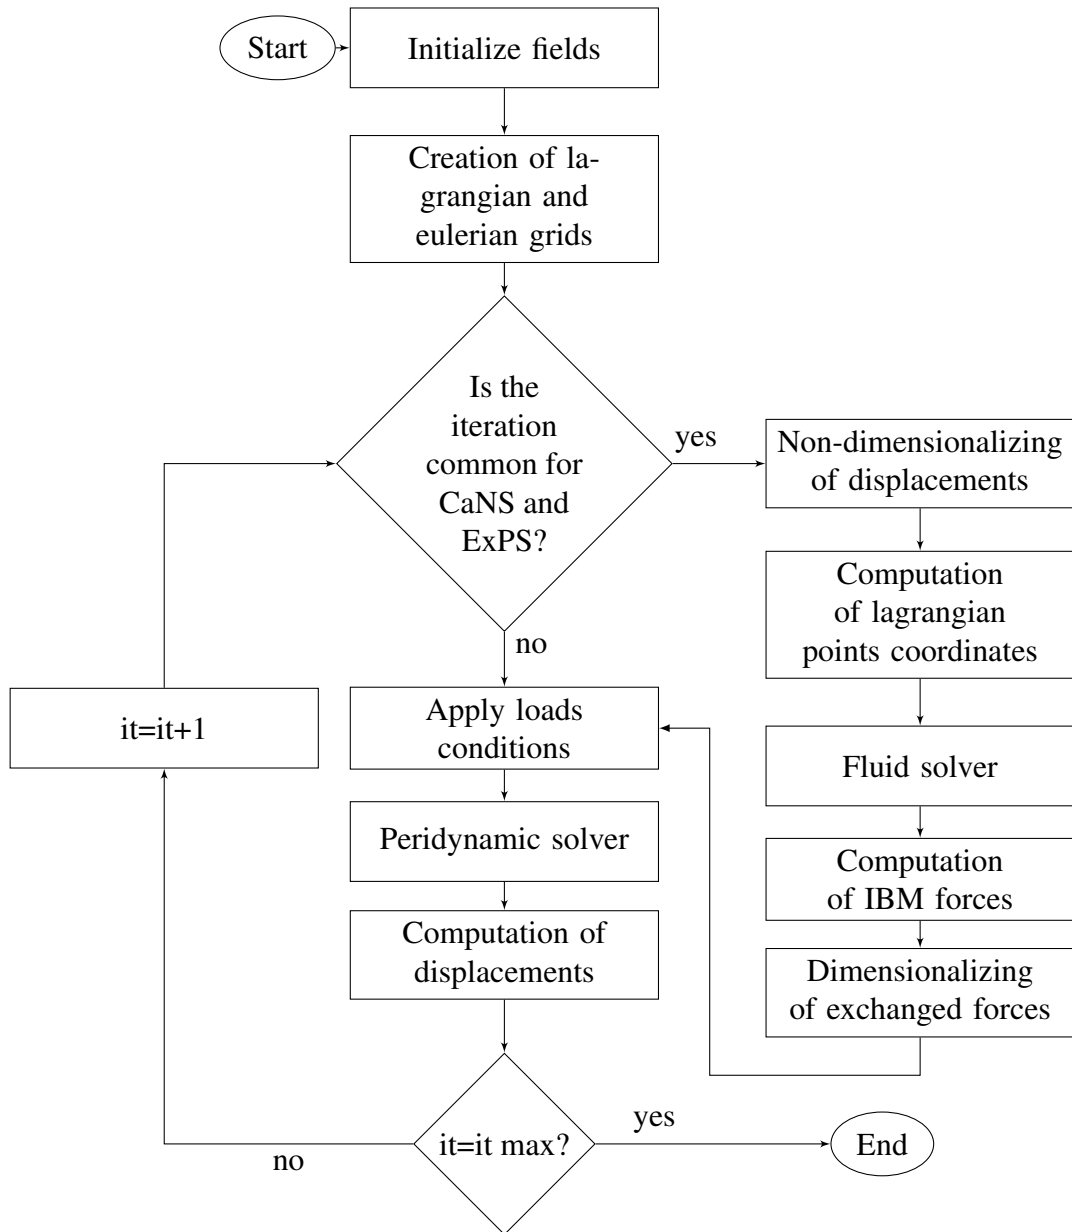 Start
Initialize fields
Creation of la-
grangian and
eulerian grids
Is the
iteration
common for
CaNS and
ExPS?
yes
Non-dimensionalizing
of displacements
Computation
of lagrangian
points coordinates
Fluid solver
Computation
of IBM forces
Dimensionalizing
of exchanged forces
no
Apply loads
conditions
Peridynamic solver
Computation of
displacements
it=it max?
yes
End
no
it=it+1